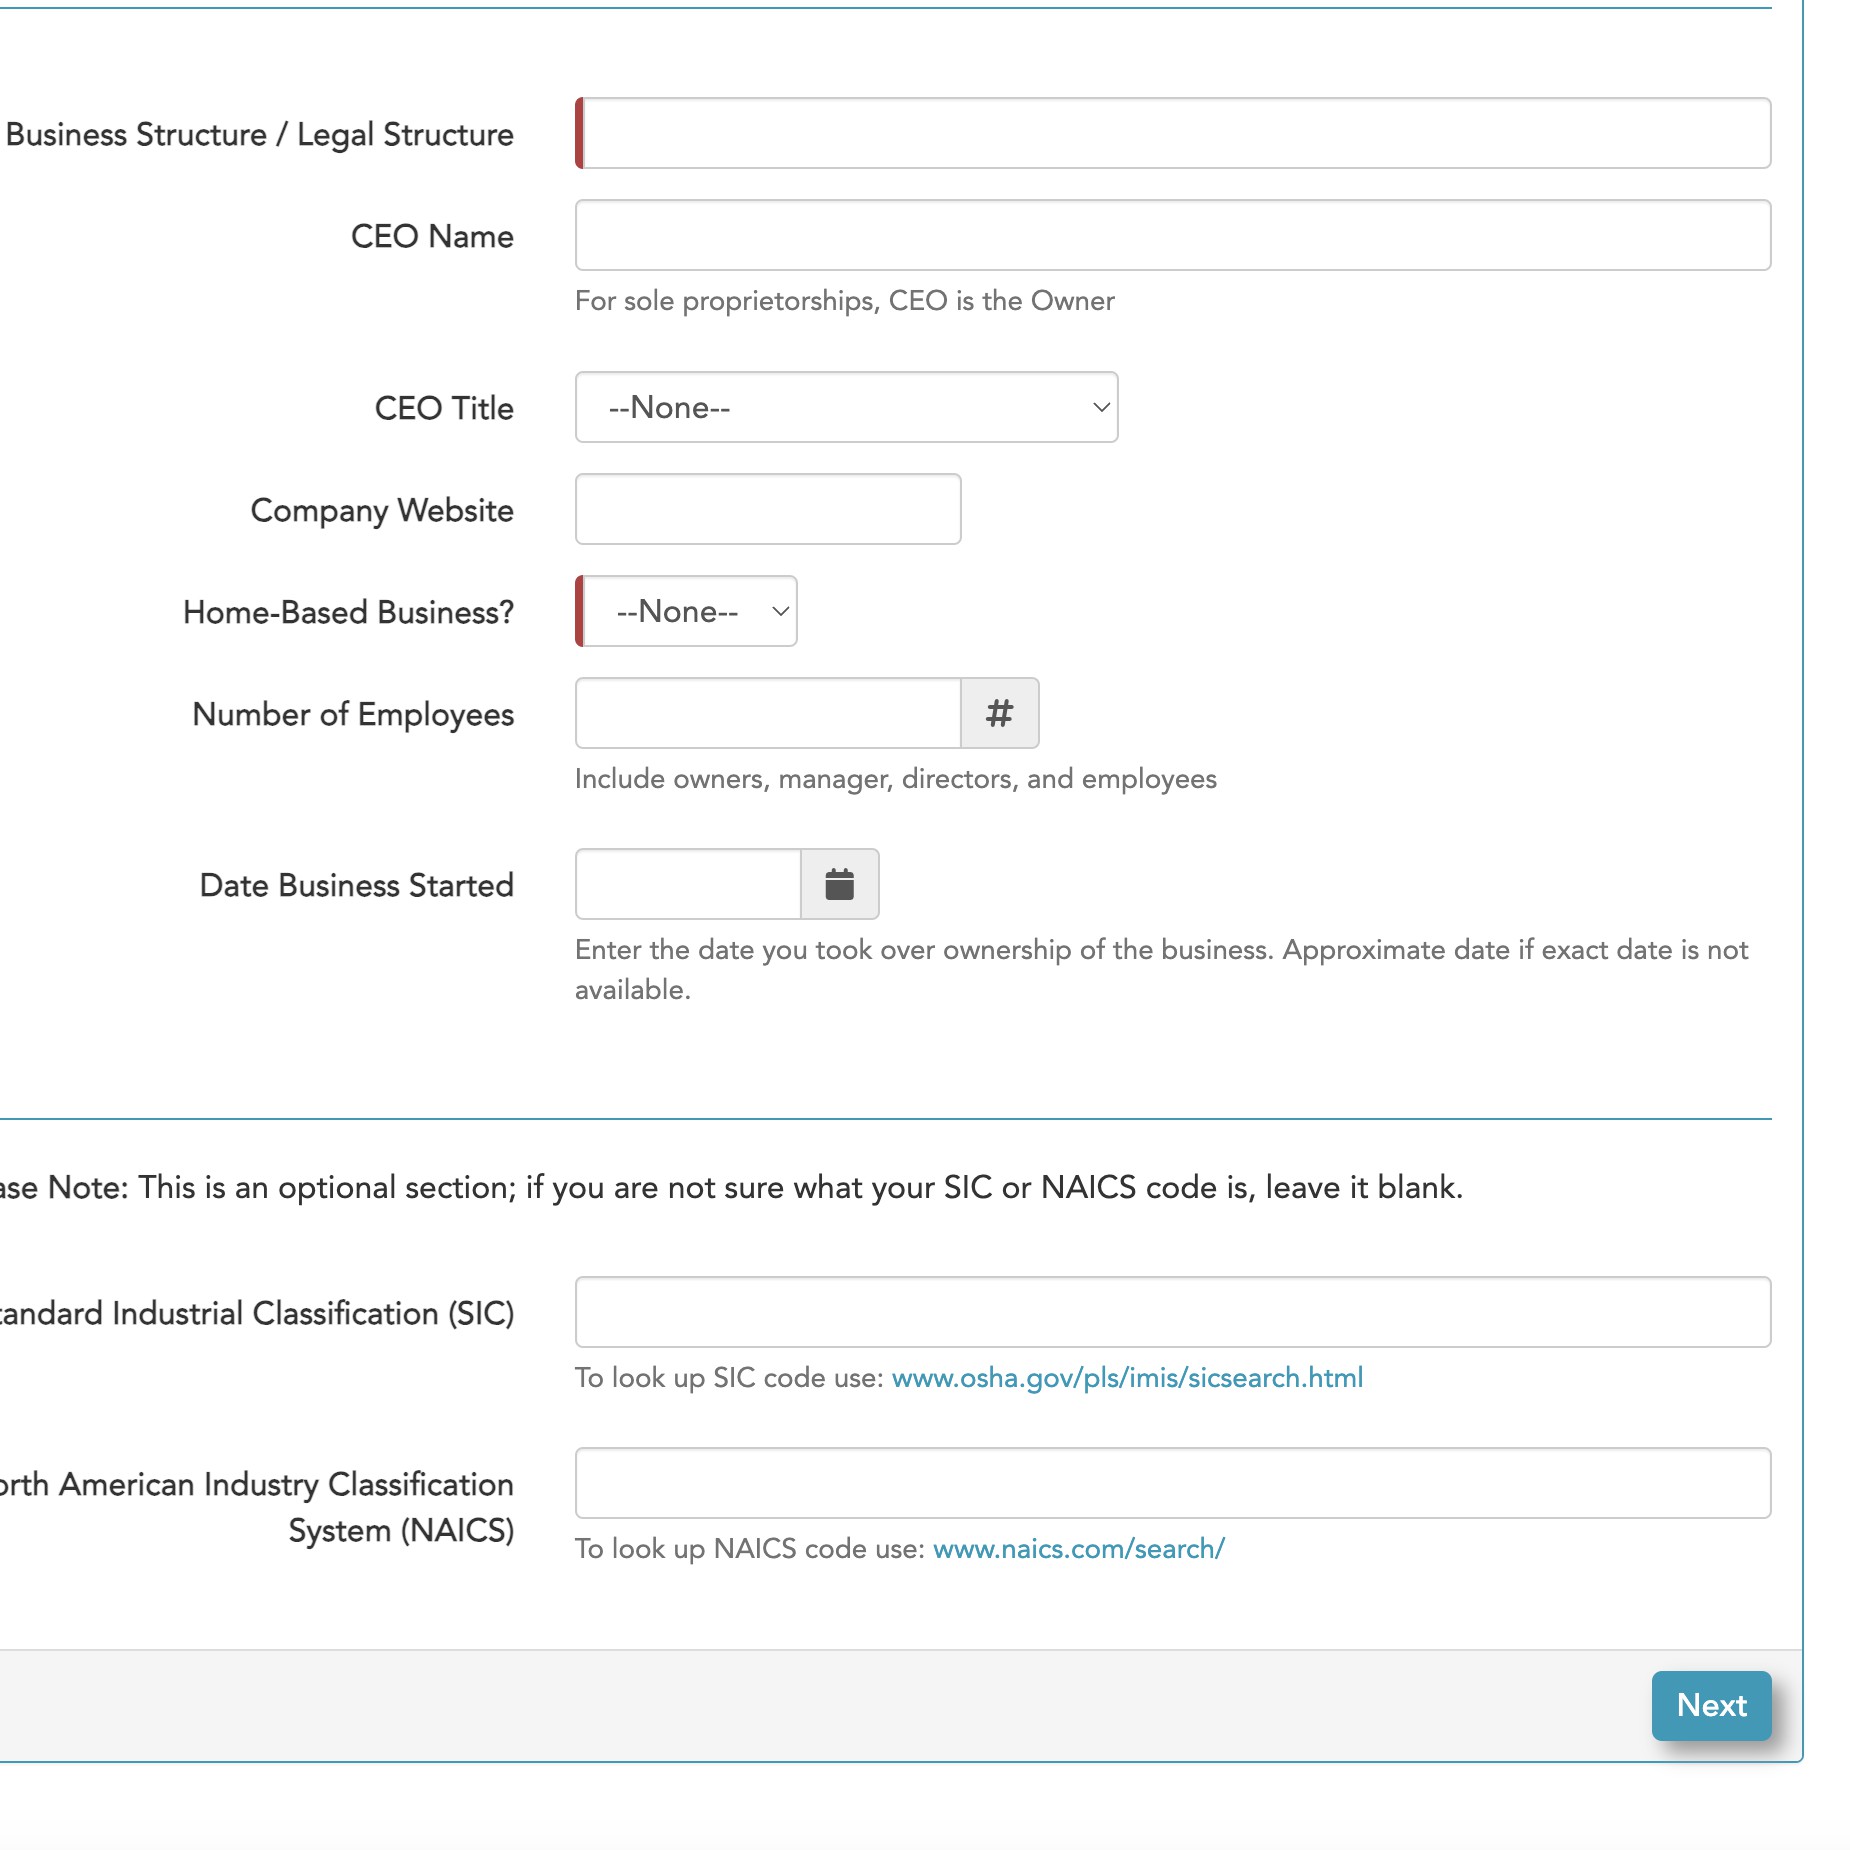 Business Structure / Legal Structure
CEO Name
For sole proprietorships, CEO is the Owner
CEO Title
--None--
Company Website
Home-Based Business?
--None--
Number of Employees
#
Include owners, manager, directors, and employees
Date Business Started
Enter the date you took over ownership of the business. Approximate date if exact date is not
available.
ase Note: This is an optional section; if you are not sure what your SIC or NAICS code is, leave it blank.
tandard Industrial Classification (SIC)
To look up SIC code use: www.osha.gov/pls/imis/sicsearch.html
orth American Industry Classification
System (NAICS)
To look up NAICS code use: www.naics.com/search/
Next